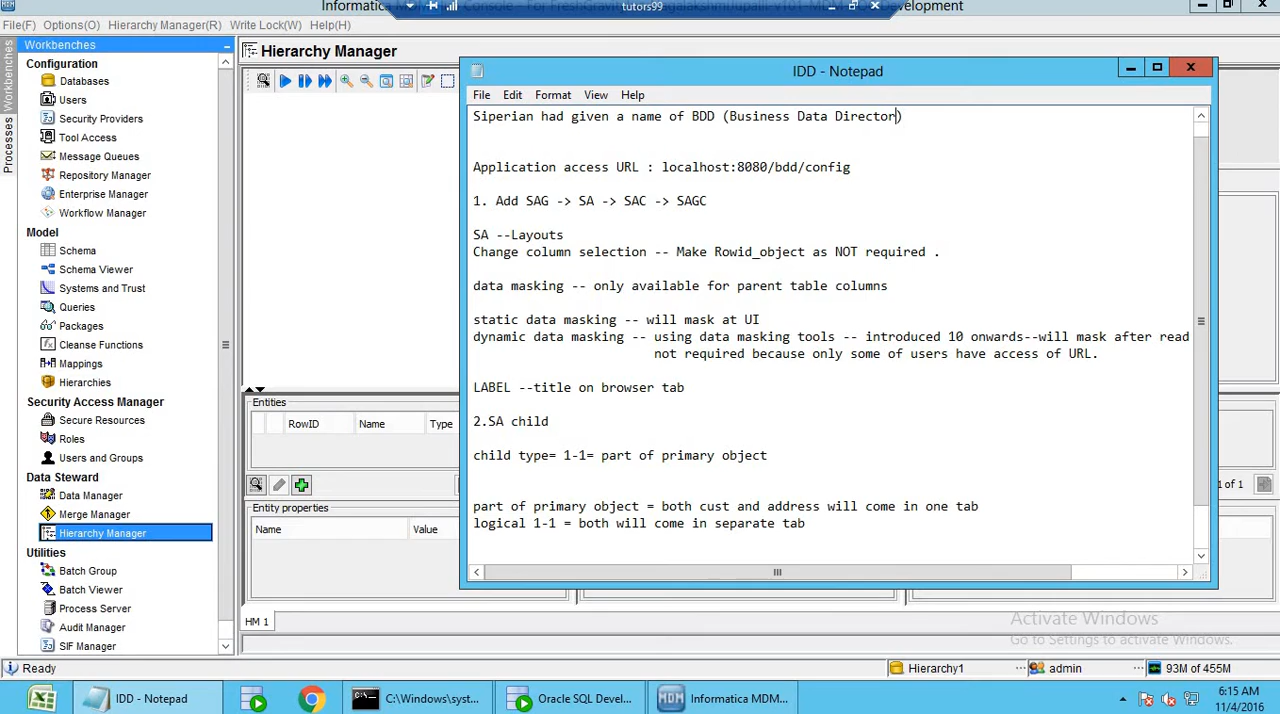 Informatica MDM
Console - For FreshGravity
Development
tutors99
File(F) Options(O) Hierarchy Manager(R) Write Lock(W) Help(H)
Workbenches
Processes
Workbenches
Configuration
Databases
Users
Security Providers
Tool Access
Message Queues
Repository Manager
Enterprise Manager
Workflow Manager
Model
Schema
Schema Viewer
Systems and Trust
Queries
Packages
Cleanse Functions
Mappings
Hierarchies
Security Access Manager
Secure Resources
Roles
Users and Groups
Data Steward
Data Manager
Merge Manager
Hierarchy Manager
Utilities
Batch Group
Batch Viewer
Process Server
Audit Manager
SIF Manager
Hierarchy Manager
Entities
RowID Name Type
Entity properties
Name Value
HM 1
1 of 1
IDD - Notepad
File Edit Format View Help
Siperian had given a name of BDD (Business Data Director)
Application access URL : localhost:8080/bdd/config
1. Add SAG -> SA -> SAC -> SAGC
SA --Layouts
Change column selection -- Make Rowid_object as NOT required .
data masking -- only available for parent table columns
static data masking -- will mask at UI
dynamic data masking -- using data masking tools -- introduced 10 onwards--will mask after read
not required because only some of users have access of URL.
LABEL --title on browser tab
2.SA child
child type= 1-1= part of primary object
part of primary object = both cust and address will come in one tab
logical 1-1 = both will come in separate tab
Activate Windows
Go to Settings to activate Windows.
Ready
Hierarchy1
admin
93M of 455M
IDD - Notepad
C:\Windows\syst...
Oracle SQL Devel...
MDM
Informatica MDM...
6:15 AM
11/4/2016